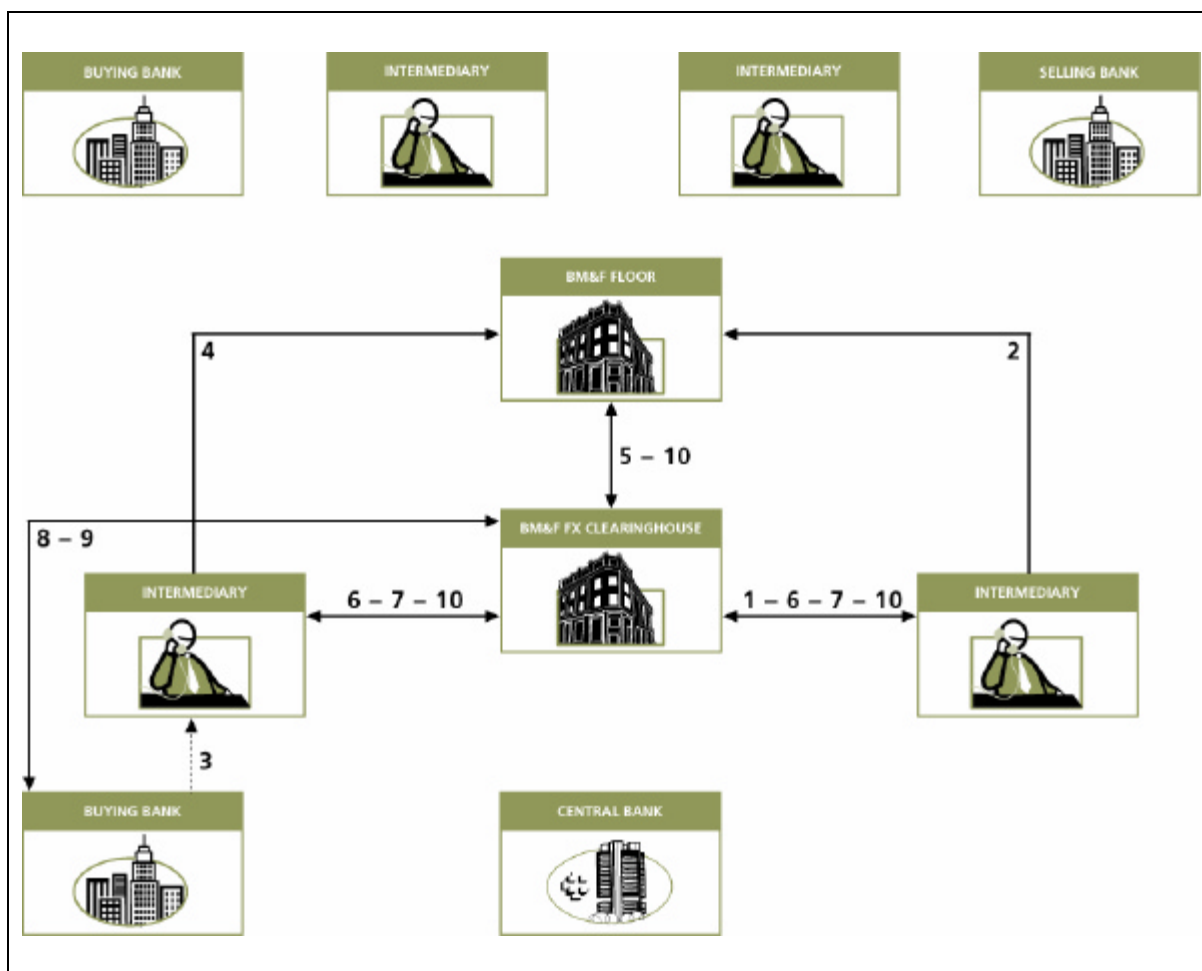 BUYING BANK
INTERMEDIARY
INTERMEDIARY
SELLING BANK
BM&F FLOOR
4
2
5 – 10
8 – 9
BM&F FX CLEARINGHOUSE
INTERMEDIARY
6 – 7 – 10
1 – 6 – 7 – 10
INTERMEDIARY
3
BUYING BANK
CENTRAL BANK